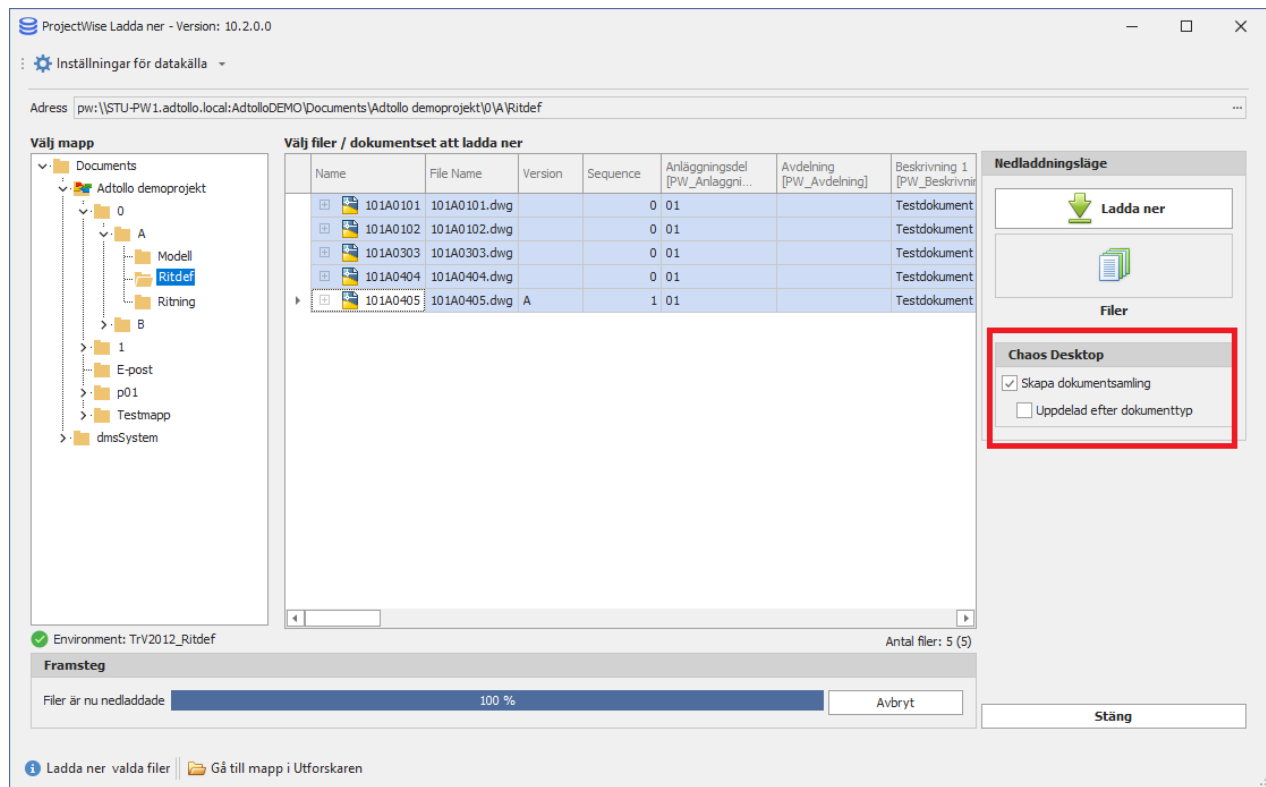 ProjectWise Ladda ner - Version: 10.2.0.0
Inställningar för datakälla
Adress pw:\\STU-PW1.adtollo.local:AdtolloDEMO\Documents\Adtollo demoprojekt\0\A\Ritdef ...
Välj mapp
Documents
Adtollo demoprojekt
0
A
Modell
Ritdef
Ritning
B
1
E-post
p01
Testmapp
dmsSystem
Environment: TrV2012_Ritdef
Välj filer / dokumentset att ladda ner
Name File Name Version Sequence Anläggningsdel [PW_Anlaggni... Avdelning [PW_Avdelning] Beskrivning 1 [PW_Beskrivnin
101A0101 101A0101.dwg 0 01 Testdokument
101A0102 101A0102.dwg 0 01 Testdokument
101A0303 101A0303.dwg 0 01 Testdokument
101A0404 101A0404.dwg 0 01 Testdokument
101A0405 101A0405.dwg A 1 01 Testdokument
Antal filer: 5 (5)
Nedladdningsläge
Ladda ner
Filer
Chaos Desktop
Skapa dokumentsamling
Uppdelad efter dokumenttyp
Framsteg
Filer är nu nedladdade 100 % Avbryt
Stäng
Ladda ner valda filer Gå till mapp i Utforskaren